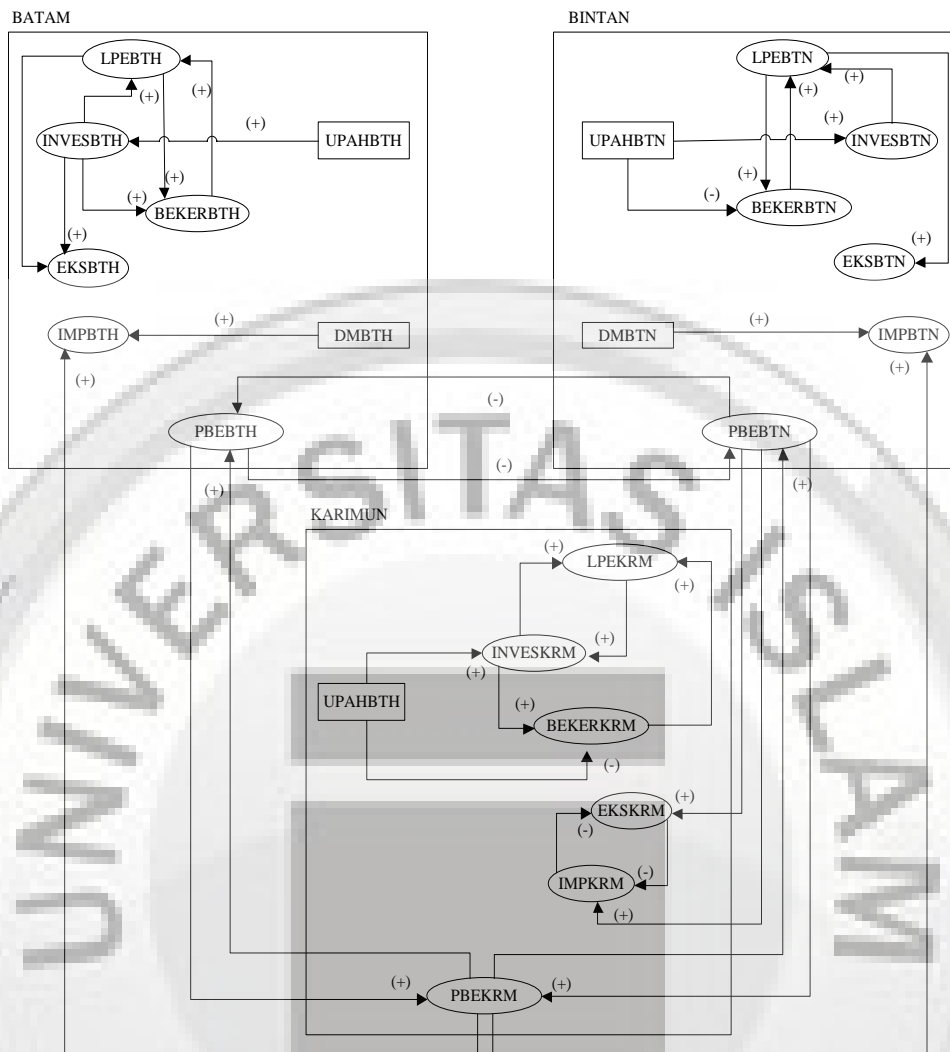 BATAM
BINTAN
LPEBTH
LPEBTN
(+)
(+)
(+)
(+)
INVESBTH
(+)
UPAHBTH
UPAHBTN
(+)
INVESBTN
(+)
(+)
BEKERBTH
(+)
(-)
BEKERBTN
(+)
EKSBTH
(+)
EKSBTN
IMPBTH
(+)
DMBTH
DMBTN
(+)
IMPBTN
(+)
(+)
(-)
PBEBTH
PBEBTN
(-)
(+)
(+)
KARIMUN
(+)
LPEKRM
(+)
(+)
INVESKRM
(+)
UPAHBTH
(+)
BEKERKRM
(-)
EKSKRM
(+)
(-)
IMPKRM
(-)
(+)
(+)
PBEKRM
(+)
UNIVERSITAS ISLAM